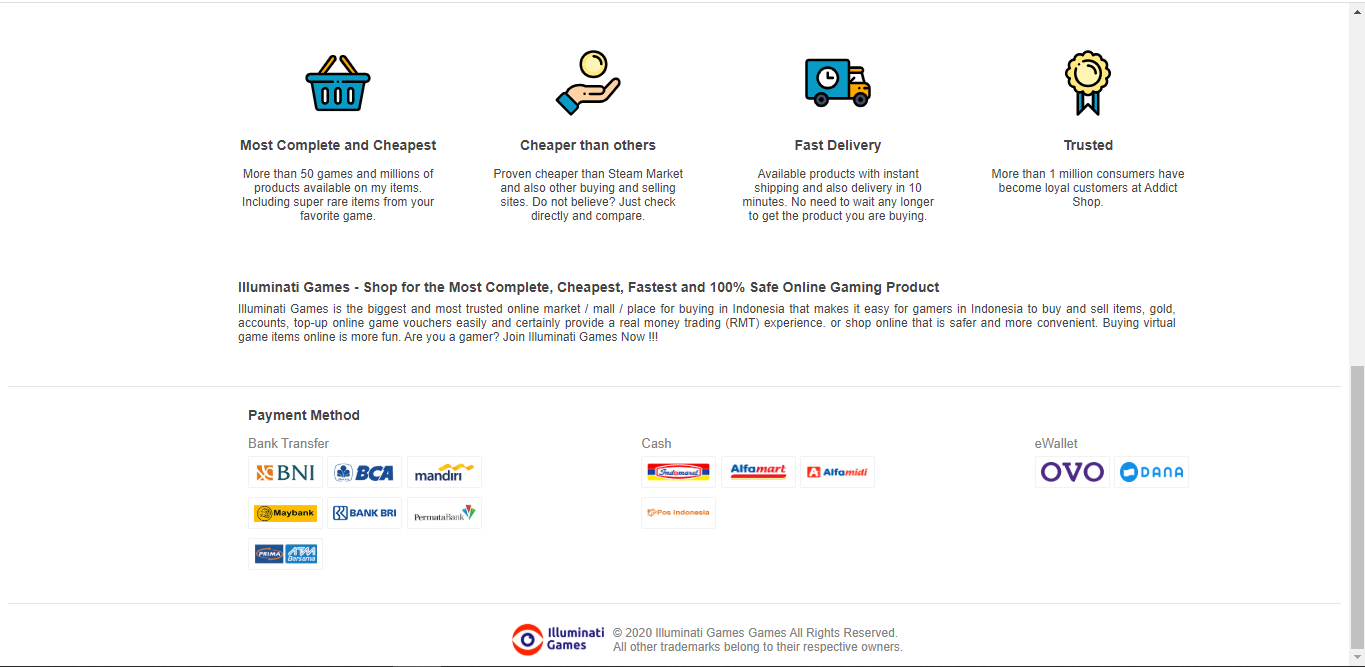 Most Complete and Cheapest
More than 50 games and millions of
products available on my items.
Including super rare items from your
favorite game.
Cheaper than others
Proven cheaper than Steam Market
and also other buying and selling
sites. Do not believe? Just check
directly and compare.
Fast Delivery
Available products with instant
shipping and also delivery in 10
minutes. No need to wait any longer
to get the product you are buying.
Trusted
More than 1 million consumers have
become loyal customers at Addict
Shop.
Illuminati Games - Shop for the Most Complete, Cheapest, Fastest and 100% Safe Online Gaming Product
Illuminati Games is the biggest and most trusted online market / mall / place for buying in Indonesia that makes it easy for gamers in Indonesia to buy and sell items, gold,
accounts, top-up online game vouchers easily and certainly provide a real money trading (RMT) experience. or shop online that is safer and more convenient. Buying virtual
game items online is more fun. Are you a gamer? Join Illuminati Games Now !!!
Payment Method
Bank Transfer
BNI
BCA
mandırı
Maybank
BANK BRI
PermataBank
PRIMA
ATM
Bersama
Cash
Indomaret
Alfamart
Alfamidi
Pos Indonesia
eWallet
OVO
DANA
Illuminati
Games
© 2020 Illuminati Games Games All Rights Reserved.
All other trademarks belong to their respective owners.